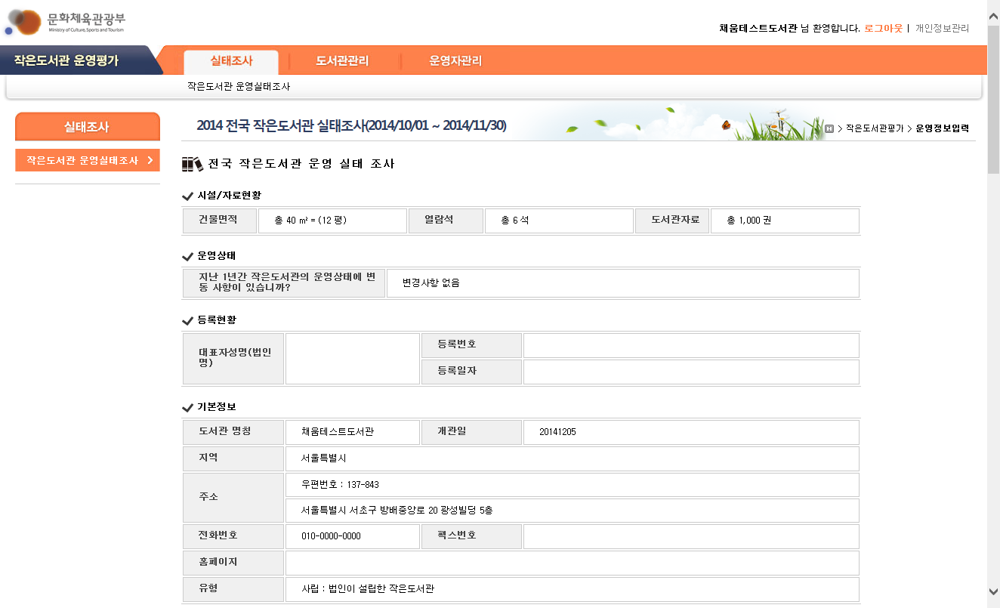 문화체육관광부
Ministry of Culture, Sports and Tourism
채움테스트도서관 님 환영합니다. 로그아웃 | 개인정보관리
작은도서관 운영평가 실태조사 도서관관리 운영자관리
작은도서관 운영실태조사
실태조사
작은도서관 운영실태조사
2014 전국 작은도서관 실태조사(2014/10/01 ~ 2014/11/30)
H > 작은도서관평가 > 운영정보입력
전국 작은도서관 운영 실태 조사
시설/자료현황
건물면적 총 40 ㎡ = (12 평) 열람석 총 6 석 도서관자료 총 1,000 권
운영상태
지난 1년간 작은도서관의 운영상태에 변
동 사항이 있습니까?
변경사항 없음
등록현황
대표자성명(법인
명)
등록번호
등록일자
기본정보
도서관 명칭 채움테스트도서관 개관일 20141205
지역 서울특별시
주소
우편번호 : 137-843
서울특별시 서초구 방배중앙로 20 광성빌딩 5층
전화번호 010-0000-0000 팩스번호
홈페이지
유형 사립 : 법인이 설립한 작은도서관